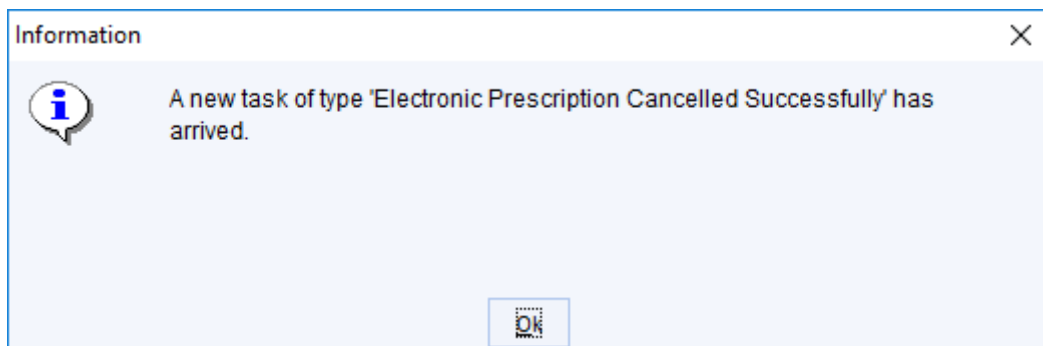 Information
A new task of type 'Electronic Prescription Cancelled Successfully' has
arrived.
Ok